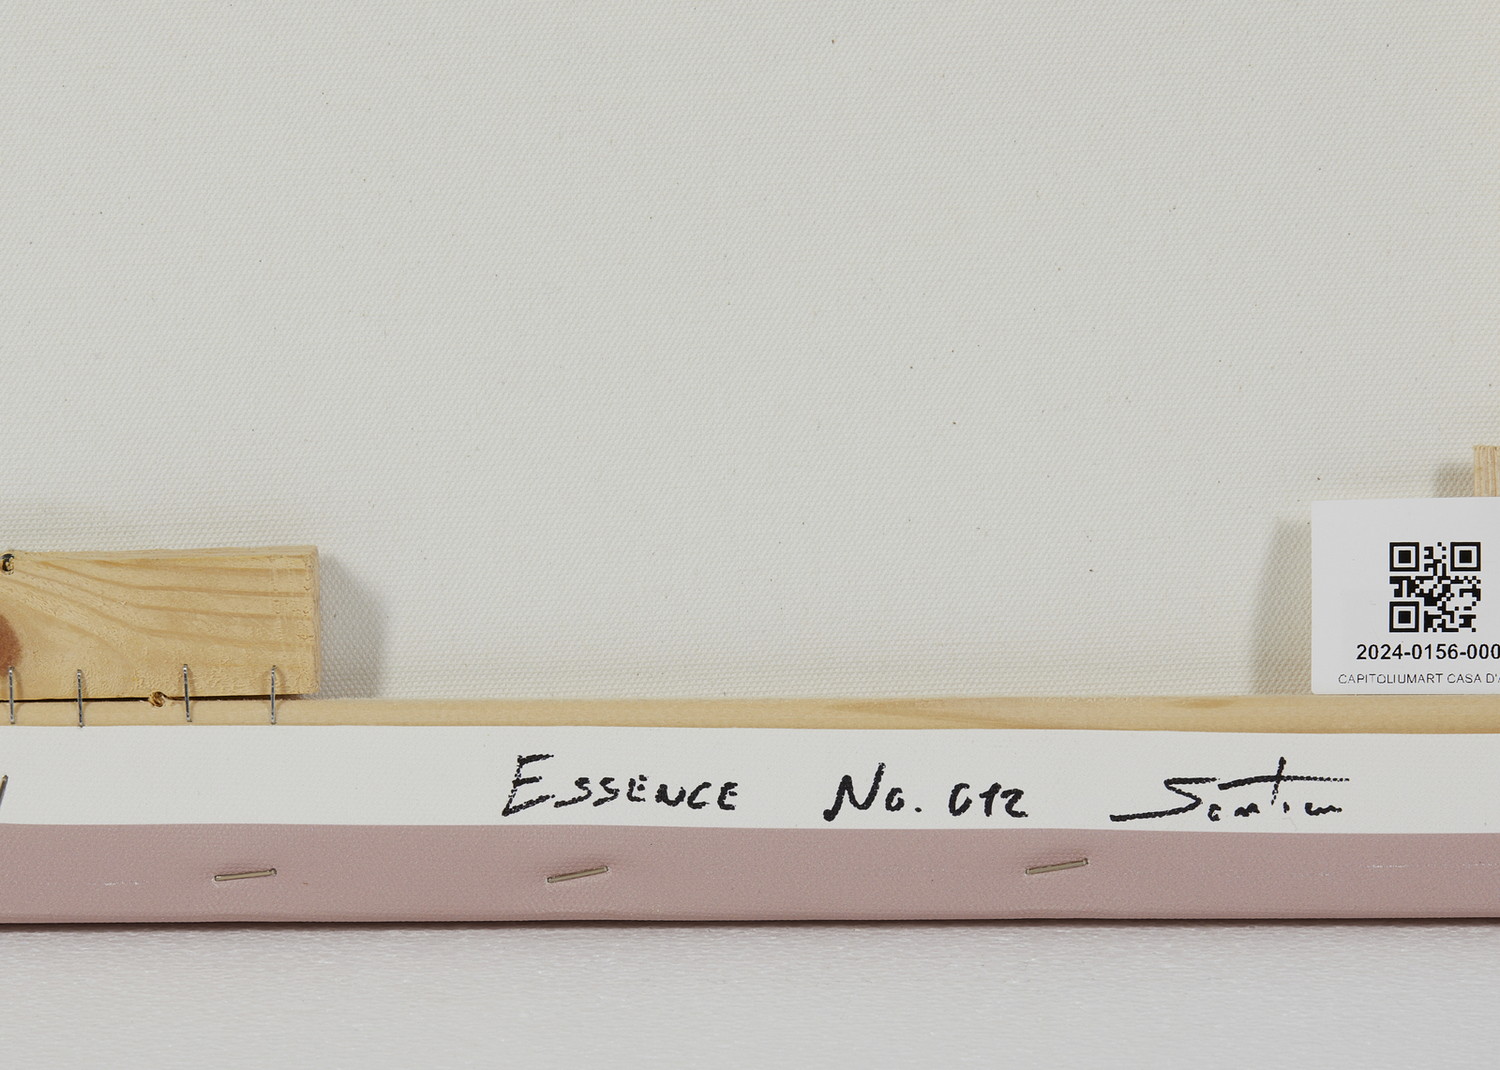 2024-0156-000
CAPITOLIUMART CASA D'
ESSENCE No. 012